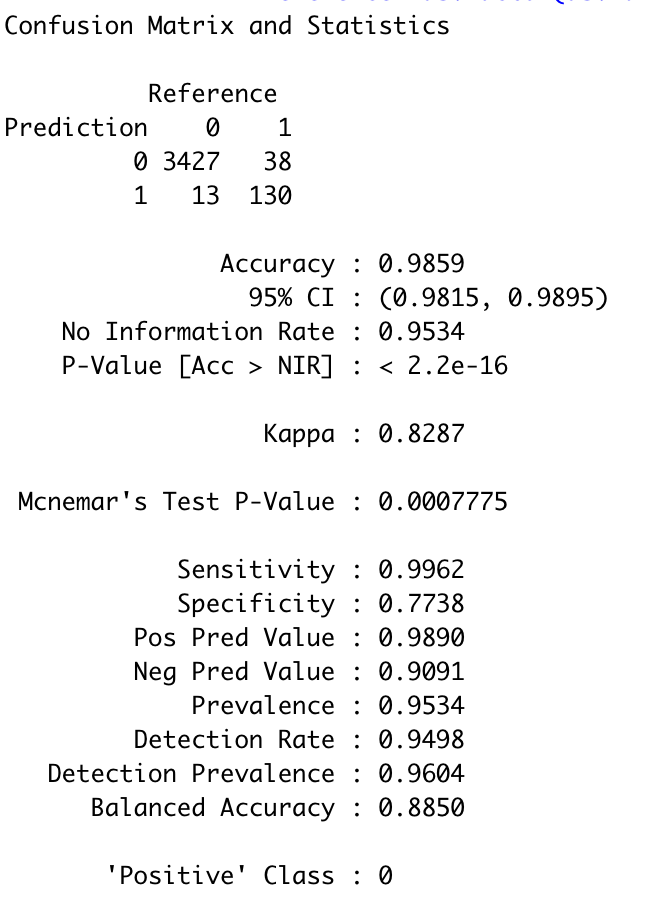 Confusion Matrix and Statistics
Reference
Prediction 0 1
0 3427 38
1 13 130
Accuracy : 0.9859
95% CI : (0.9815, 0.9895)
No Information Rate : 0.9534
P-Value [Acc > NIR] : < 2.2e-16
Kappa : 0.8287
Mcnemar's Test P-Value : 0.0007775
Sensitivity : 0.9962
Specificity : 0.7738
Pos Pred Value : 0.9890
Neg Pred Value : 0.9091
Prevalence : 0.9534
Detection Rate : 0.9498
Detection Prevalence : 0.9604
Balanced Accuracy : 0.8850
'Positive' Class : 0